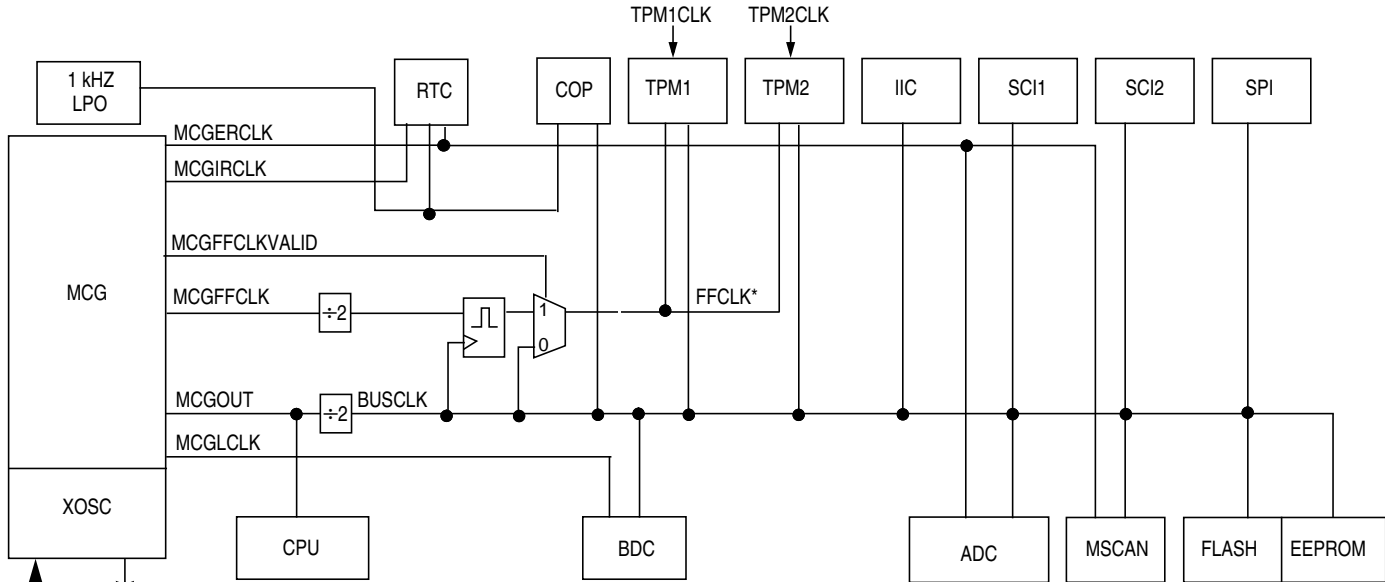 TPM1CLK TPM2CLK
1 kHZ
LPO
RTC
COP
TPM1
TPM2
IIC
SCI1
SCI2
SPI
MCGERCLK
MCGIRCLK
MCGFFCLKVALID
MCG
MCGFFCLK
÷2
1
0
FFCLK*
MCGOUT
÷2
BUSCLK
MCGLCLK
XOSC
CPU
BDC
ADC
MSCAN
FLASH
EEPROM